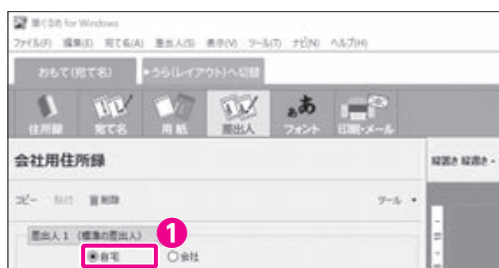 筆ぐるめ for Windows
ファイル(F) 編集(E) 宛て名(A) 差出人(S) 表示(V) ツール(T) ナビ(N) ヘルプ(H)
おもて(宛て名) ▶うら(レイアウト)へ切替
住所録 宛て名 用紙 差出人 フォント 印刷・メール
会社用住所録 縦置き 縦書き -
コピー 貼付 削除 ツール ▼
差出人 1 (標準の差出人) 1
自宅 会社